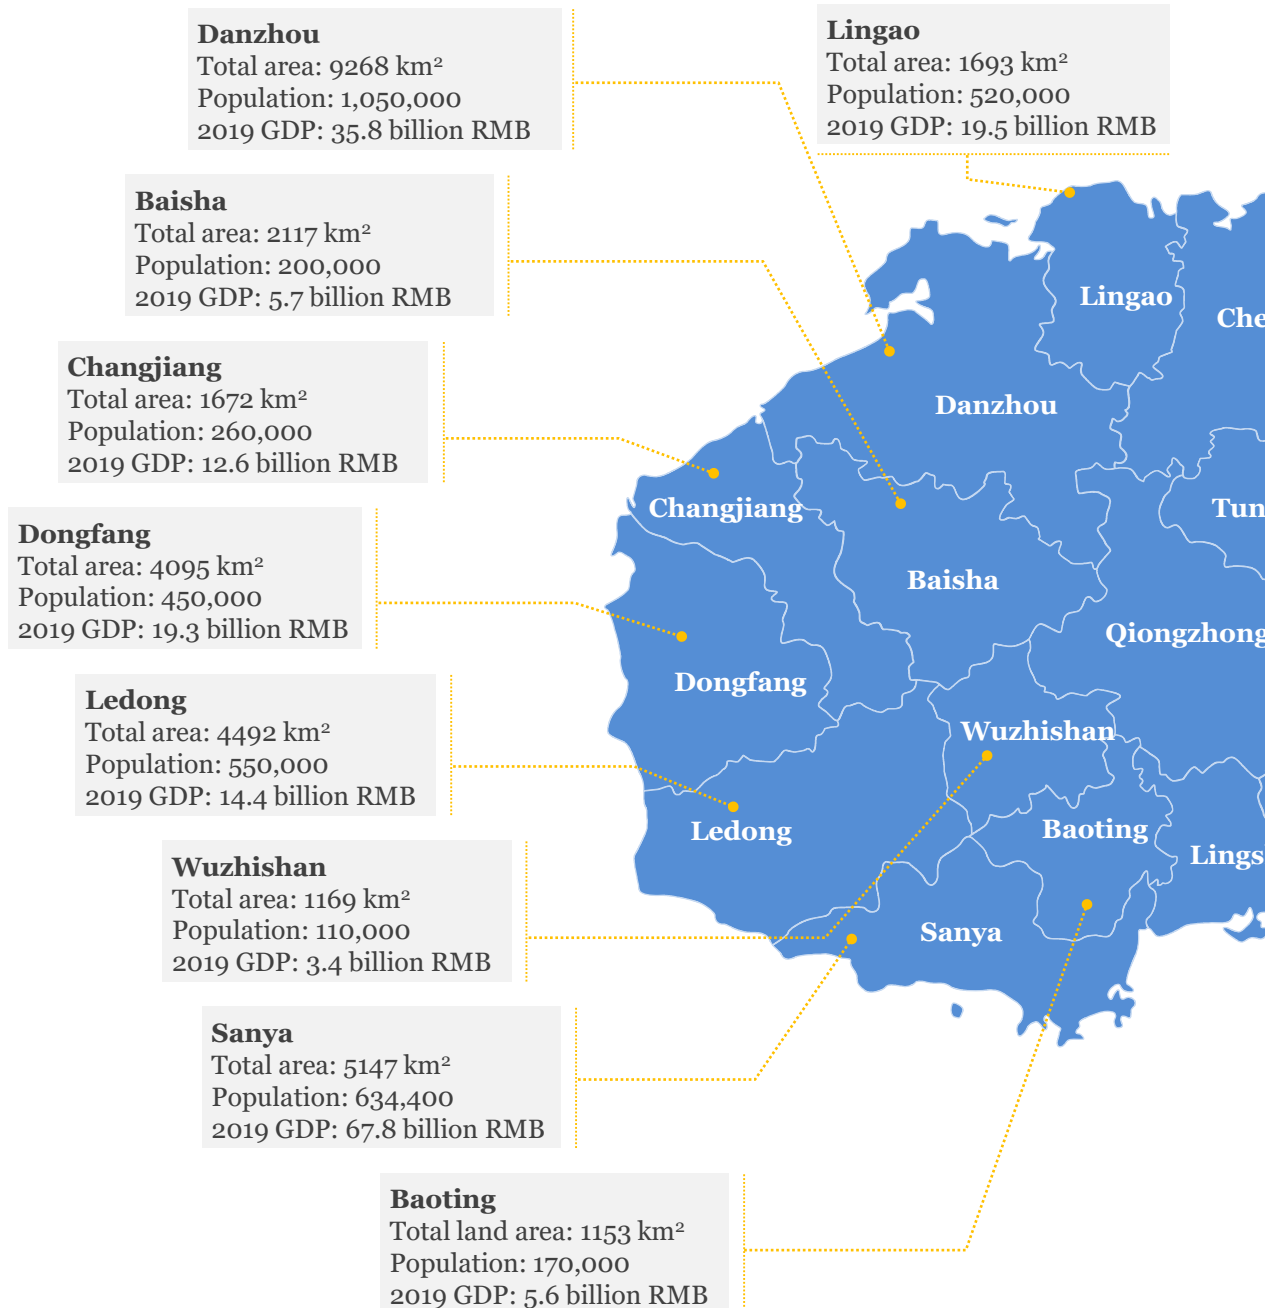 Danzhou
Total area: 9268 km²
Population: 1,050,000
2019 GDP: 35.8 billion RMB
Lingao
Total area: 1693 km²
Population: 520,000
2019 GDP: 19.5 billion RMB
Baisha
Total area: 2117 km²
Population: 200,000
2019 GDP: 5.7 billion RMB
Changjiang
Total area: 1672 km²
Population: 260,000
2019 GDP: 12.6 billion RMB
Dongfang
Total area: 4095 km²
Population: 450,000
2019 GDP: 19.3 billion RMB
Ledong
Total area: 4492 km²
Population: 550,000
2019 GDP: 14.4 billion RMB
Wuzhishan
Total area: 1169 km²
Population: 110,000
2019 GDP: 3.4 billion RMB
Sanya
Total area: 5147 km²
Population: 634,400
2019 GDP: 67.8 billion RMB
Baoting
Total land area: 1153 km²
Population: 170,000
2019 GDP: 5.6 billion RMB
Lingao
Che
Danzhou
Changjiang
Tun
Baisha
Qiongzhong
Dongfang
Wuzhishan
Ledong
Baoting
Lings
Sanya